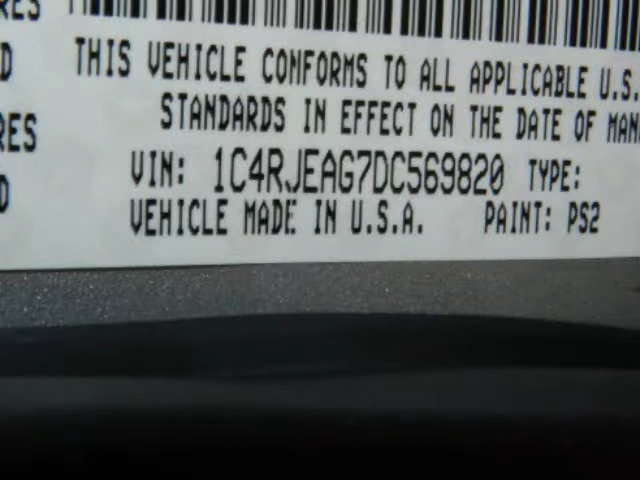 THIS VEHICLE CONFORMS TO ALL APPLICABLE U.S.
D
STANDARDS IN EFFECT ON THE DATE OF
RES
VIN: 1C4RJEAG7DC569820 TYPE:
D
VEHICLE MADE IN U.S.A. PAINT: PS2